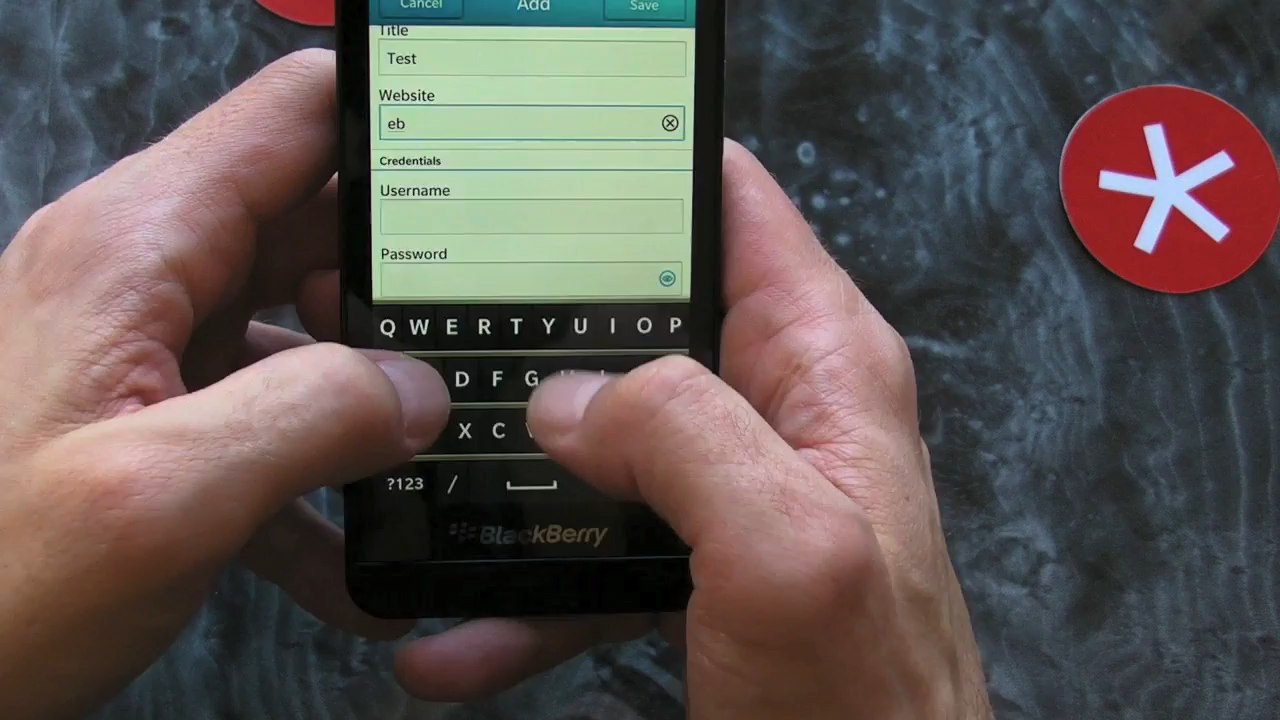 Cancel Add Save
Title
Test
Website
eb
Credentials
Username
Password
Q W E R T Y U I O P
D F G
X C
?123 /
BlackBerry